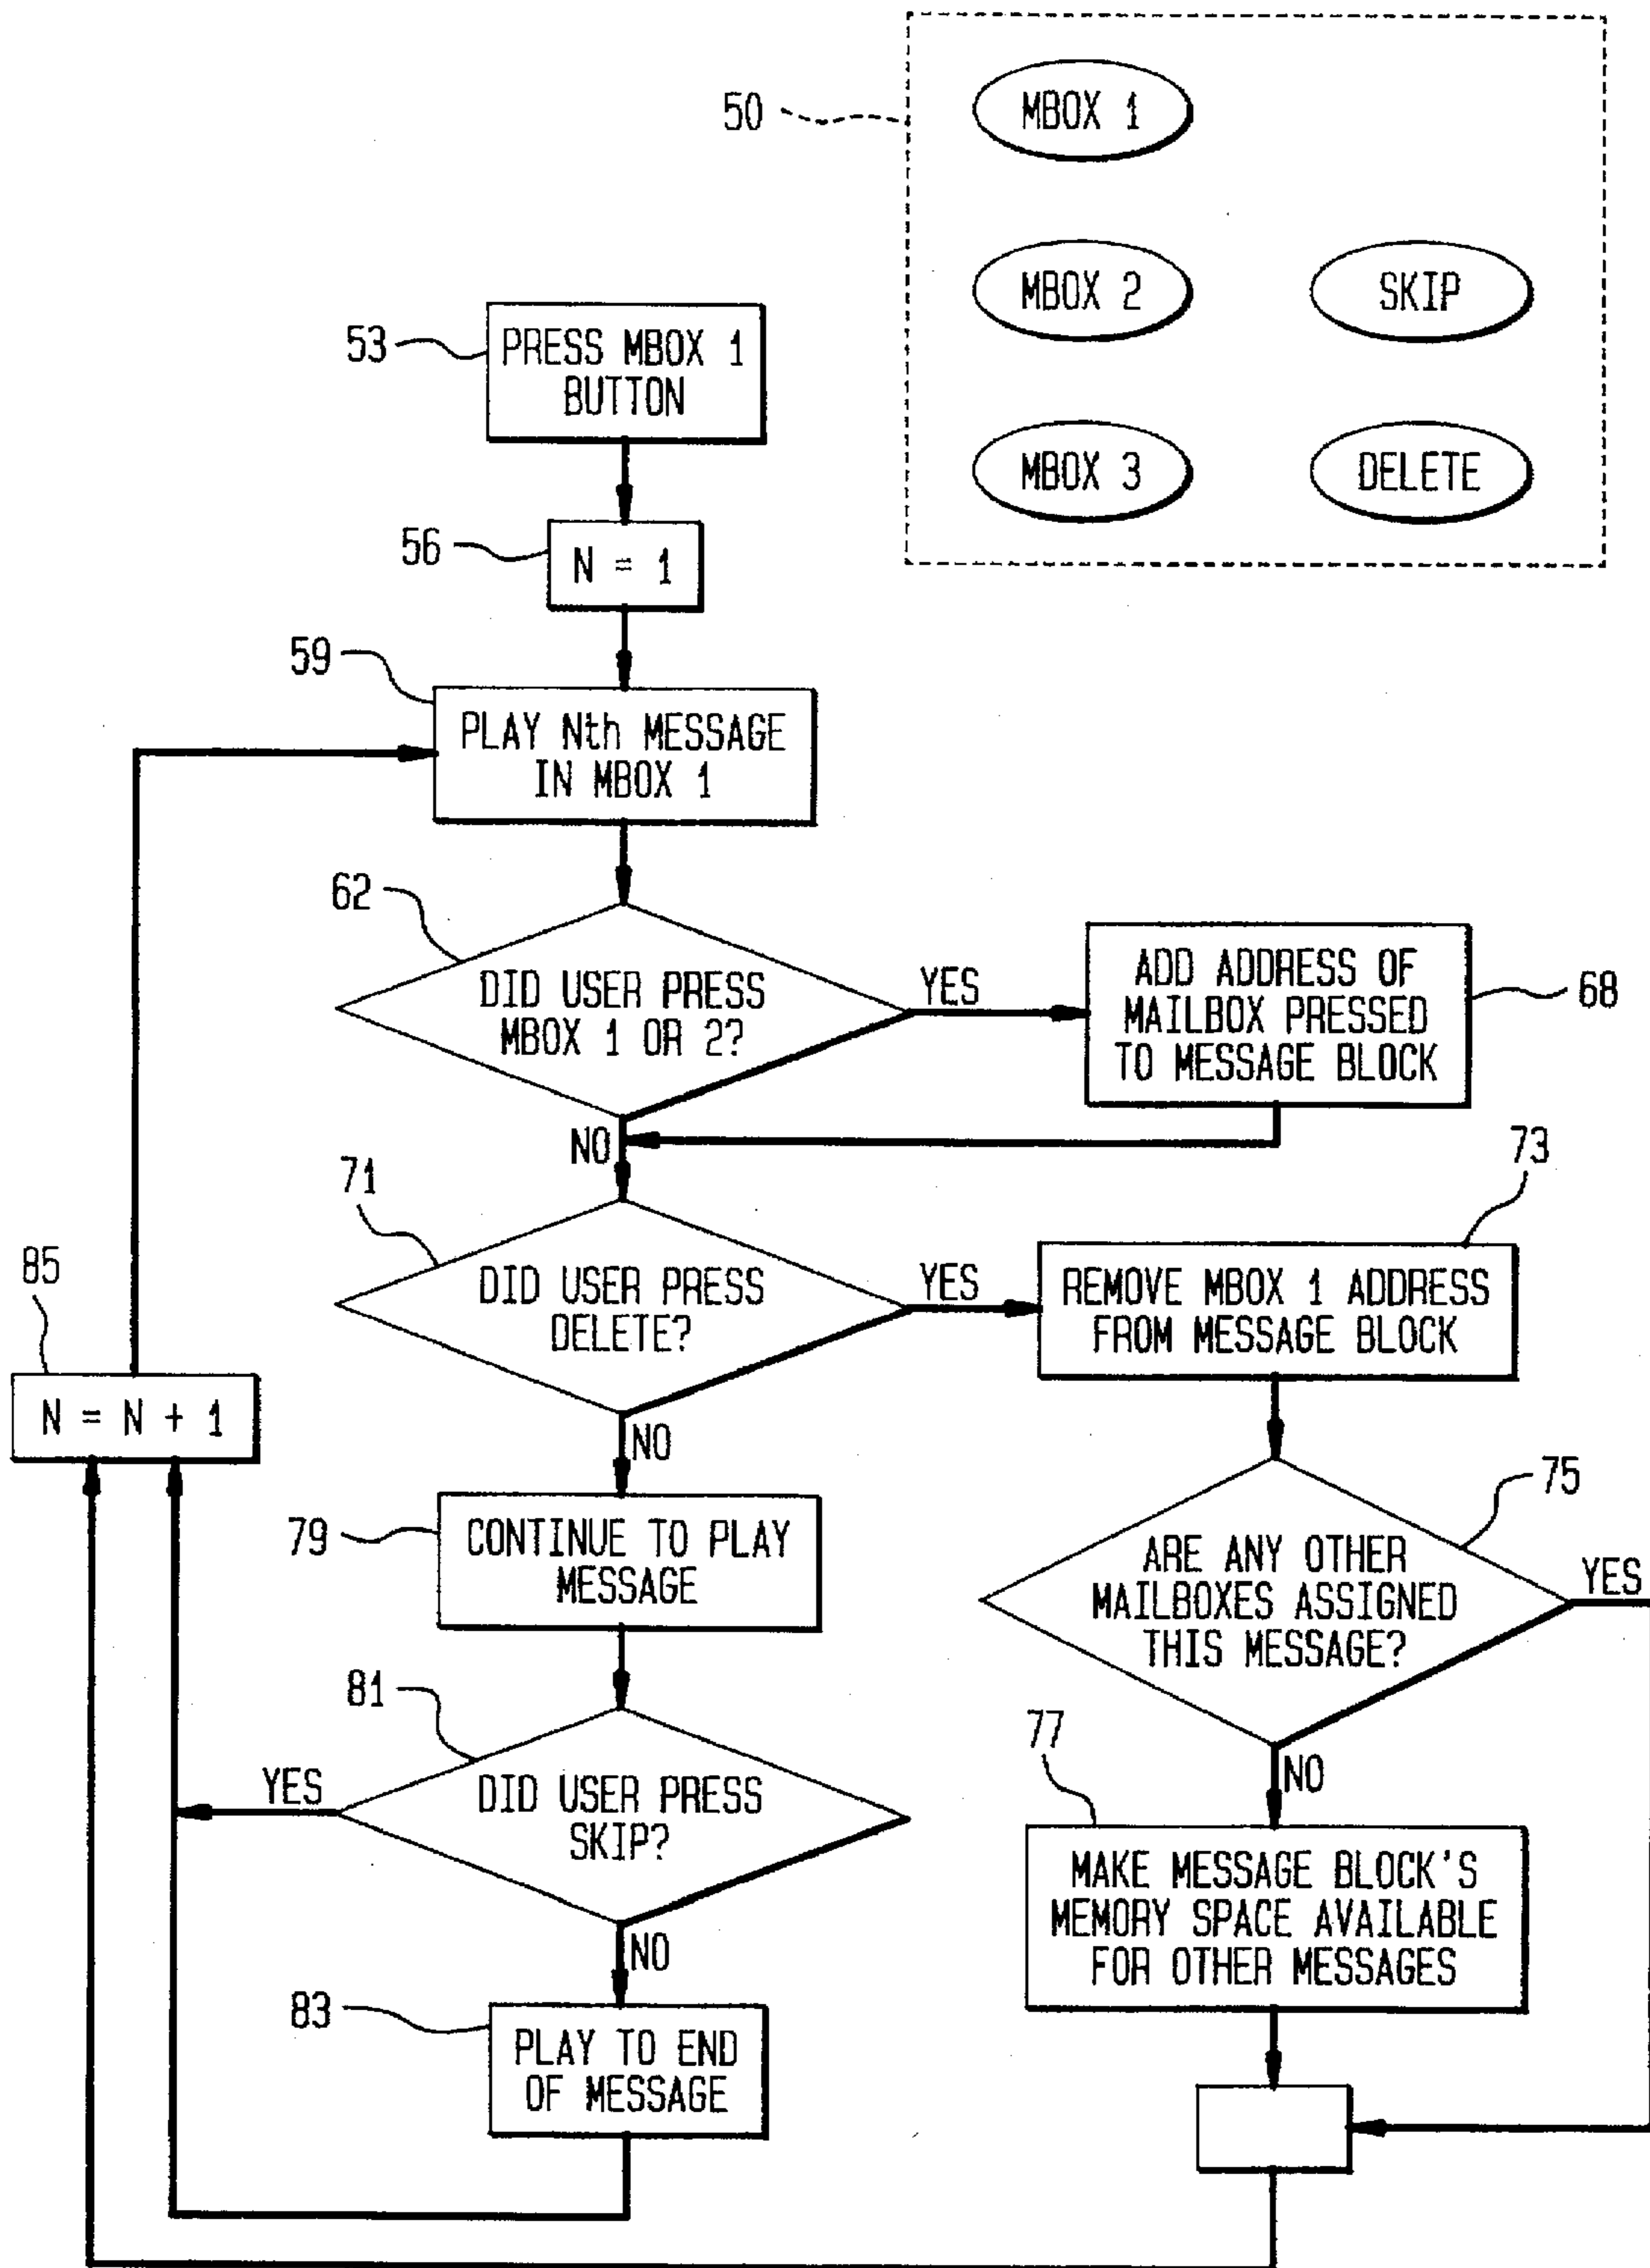 50
MBOX 1
MBOX 2
SKIP
MBOX 3
DELETE
53
PRESS MBOX 1
BUTTON
56
N = 1
59
PLAY Nth MESSAGE
IN MBOX 1
62
DID USER PRESS
MBOX 1 OR 2?
YES
ADD ADDRESS OF
MAILBOX PRESSED
TO MESSAGE BLOCK
68
NO
71
DID USER PRESS
DELETE?
YES
73
REMOVE MBOX 1 ADDRESS
FROM MESSAGE BLOCK
85
N = N + 1
NO
79
CONTINUE TO PLAY
MESSAGE
75
ARE ANY OTHER
MAILBOXES ASSIGNED
THIS MESSAGE?
YES
81
DID USER PRESS
SKIP?
YES
NO
77
MAKE MESSAGE BLOCK'S
MEMORY SPACE AVAILABLE
FOR OTHER MESSAGES
NO
83
PLAY TO END
OF MESSAGE